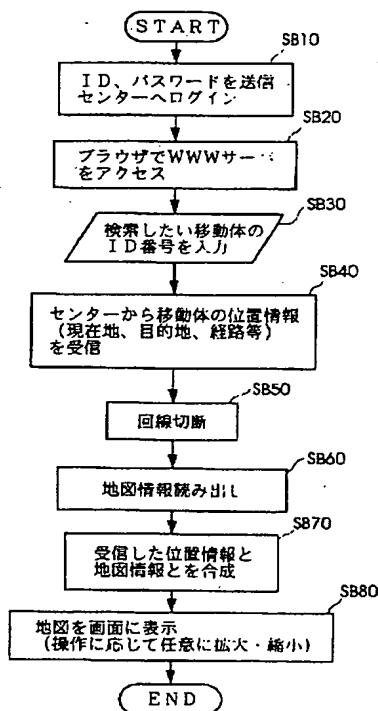 START
SB10
ID、パスワードを送信
センターへログイン
SB20
ブラウザでWWWサー
をアクセス
SB30
検索したい移動体の
ID番号を入力
SB40
センターから移動体の位置情報
(現在地、目的地、経路等)
を受信
SB50
回線切断
SB60
地図情報読み出し
SB70
受信した位置情報と
地図情報とを合成
SB80
地図を画面に表示
(操作に応じて任意に拡大・縮小)
END